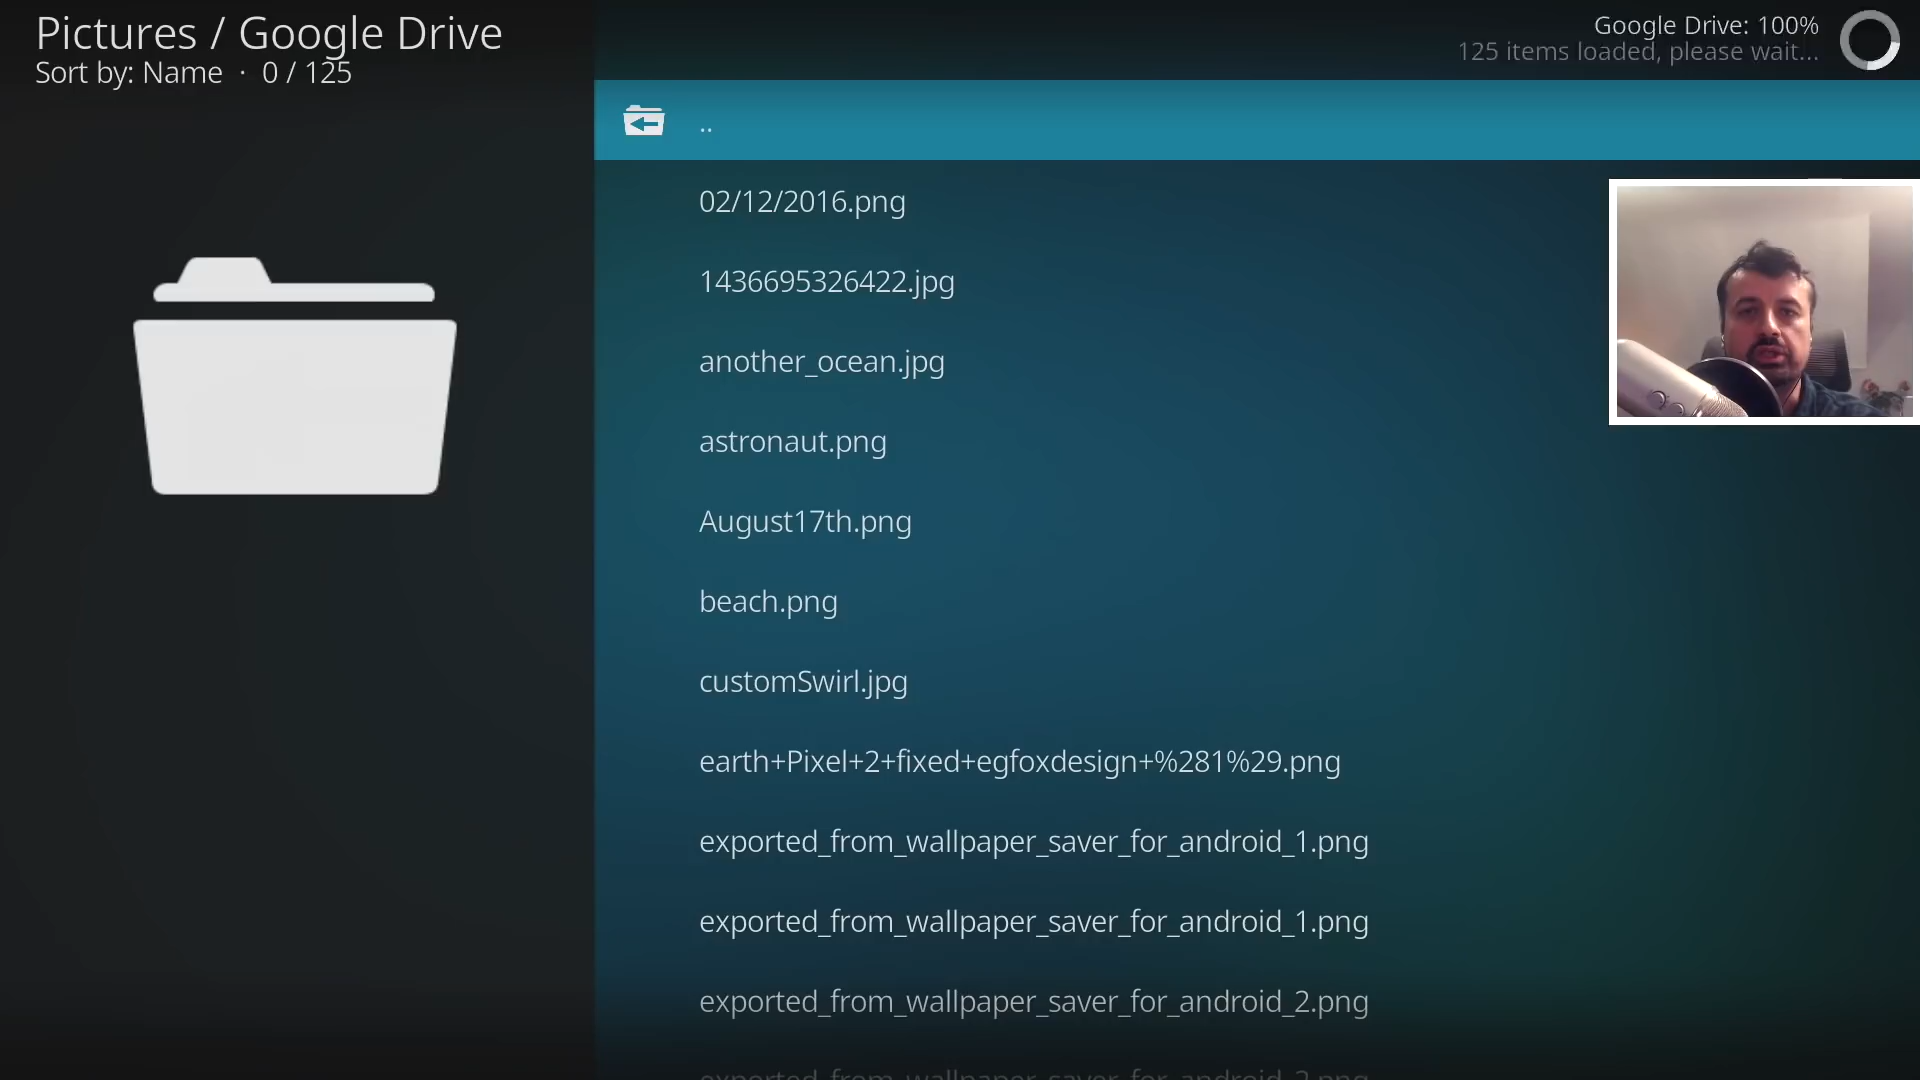 Pictures / Google Drive
Sort by: Name · 0 / 125
Google Drive: 100%
125 items loaded, please wait...
..
02/12/2016.png
1436695326422.jpg
another_ocean.jpg
astronaut.png
August17th.png
beach.png
customSwirl.jpg
earth+Pixel+2+fixed+egfoxdesign+%281%29.png
exported_from_wallpaper_saver_for_android_1.png
exported_from_wallpaper_saver_for_android_1.png
exported_from_wallpaper_saver_for_android_2.png
exported_from_wallpaper_saver_for_android_2.png